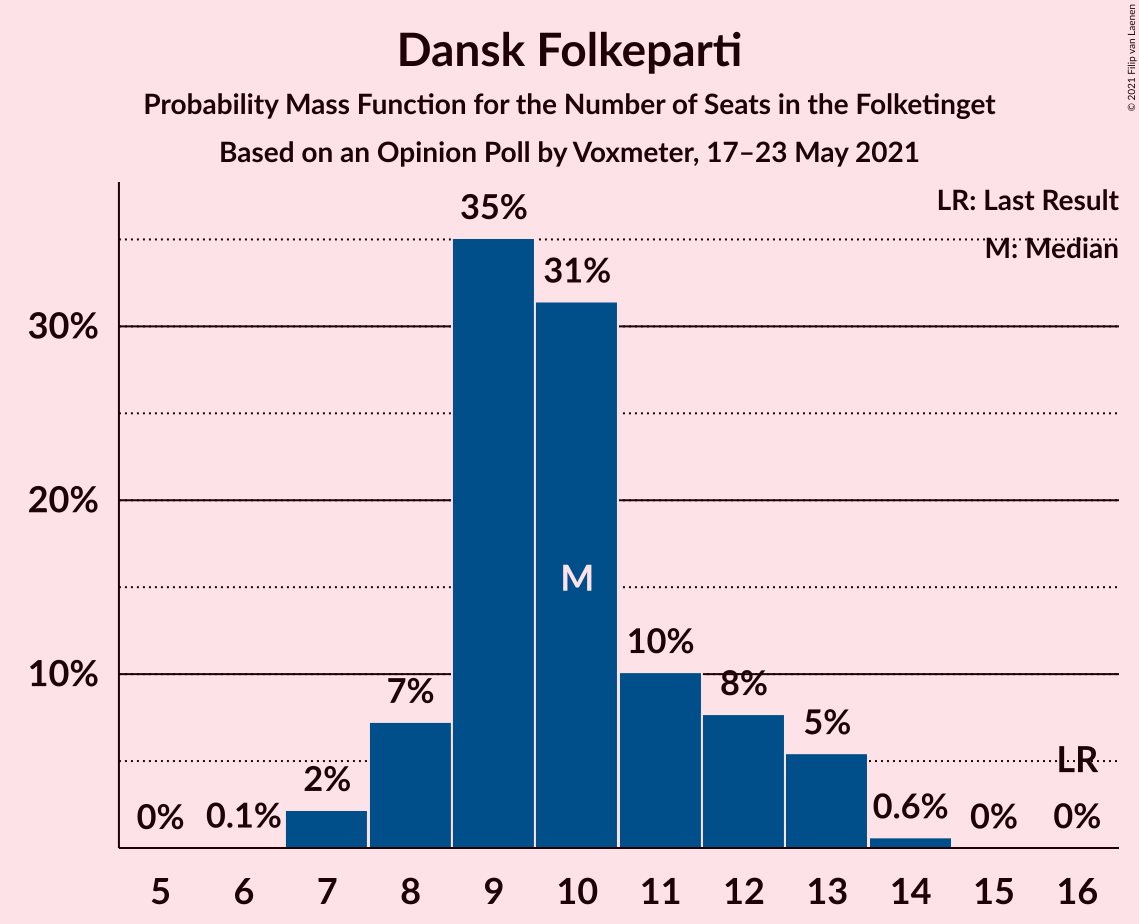 Dansk Folkeparti
Probability Mass Function for the Number of Seats in the Folketinget
Based on an Opinion Poll by Voxmeter, 17–23 May 2021
© 2021 Filip van Laenen
LR: Last Result
M: Median
35%
31%
30%
20%
M
10%
10%
7%
8%
5%
2%
LR
0%
0.1%
0.6%
0%
0%
5 6 7 8 9 10 11 12 13 14 15 16